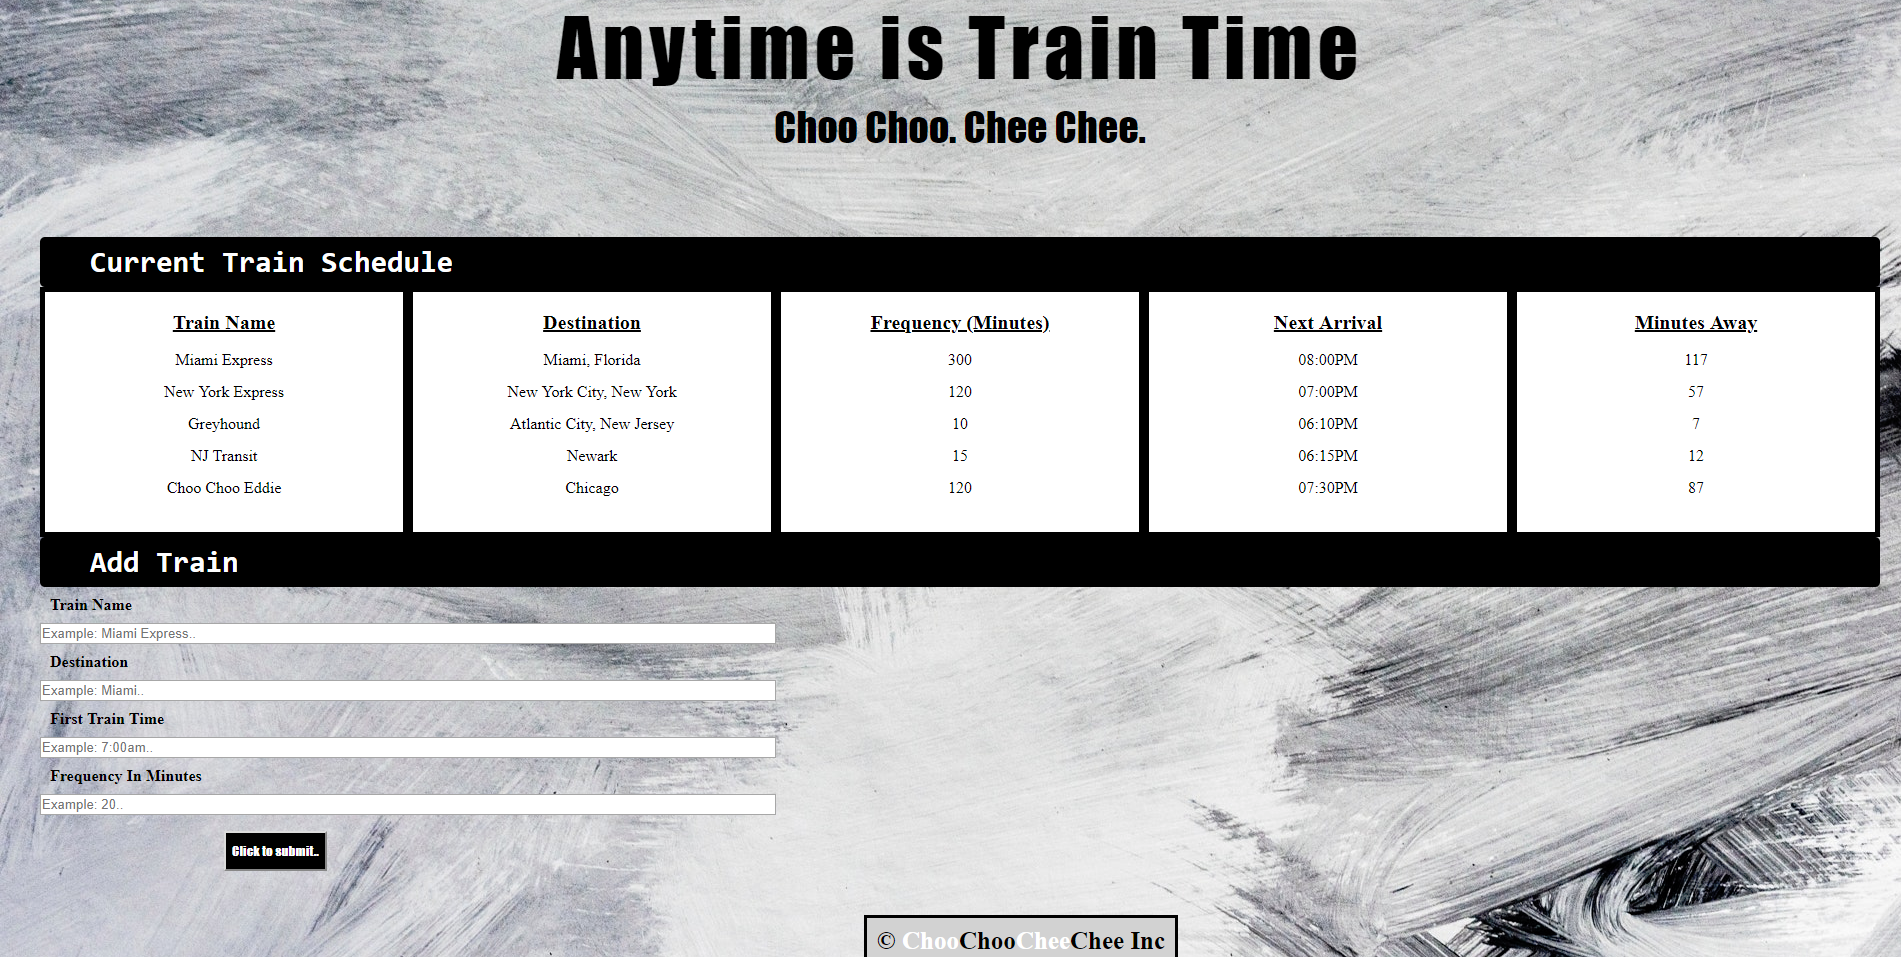 Anytime is Train Time
Choo Choo. Chee Chee.
Current Train Schedule
Train Name Destination Frequency (Minutes) Next Arrival Minutes Away
Miami Express Miami, Florida 300 08:00PM 117
New York Express New York City, New York 120 07:00PM 57
Greyhound Atlantic City, New Jersey 10 06:10PM 7
NJ Transit Newark 15 06:15PM 12
Choo Choo Eddie Chicago 120 07:30PM 87
Add Train
Train Name
Example: Miami Express..
Destination
Example: Miami..
First Train Time
Example: 7:00am..
Frequency In Minutes
Example: 20..
Click to submit..
© ChooChooCheeChee Inc